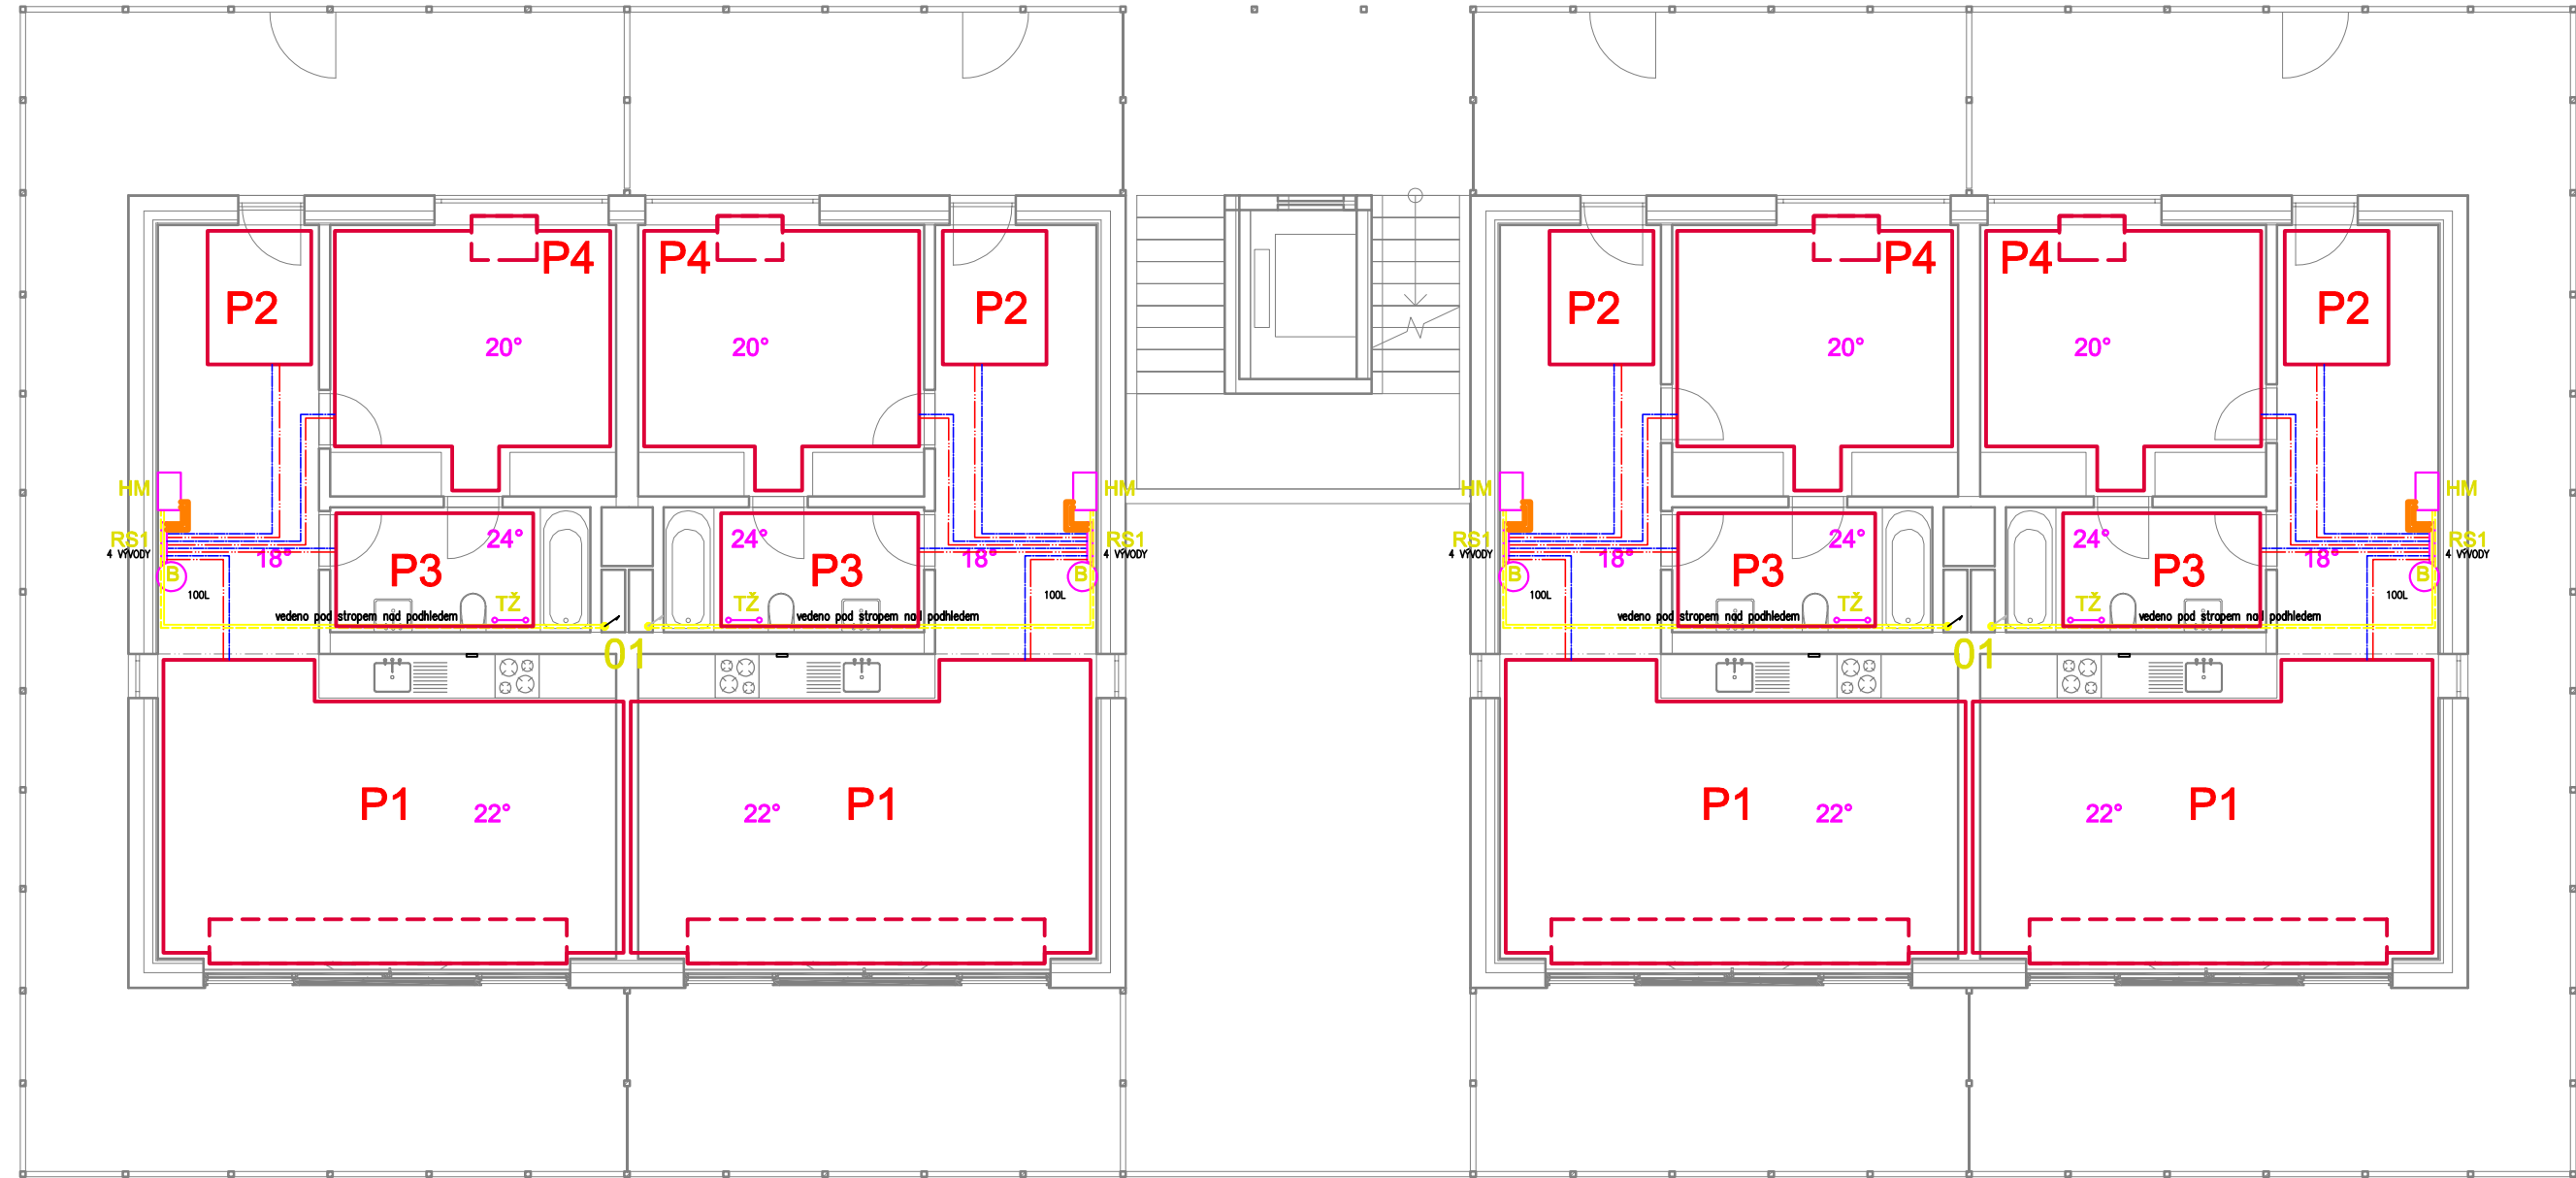 P4 P4 P4 P4
P2 P2 P2 P2
20° 20° 20° 20°
HM HM HM HM
RS1 24° 24° RS1 RS1 24° 24° RS1
4 VÝVODY 18° 18° 4 VÝVODY 4 VÝVODY 18° 18° 4 VÝVODY
B P3 P3 B B P3 P3 B
100L 100L 100L 100L
TŽ TŽ TŽ TŽ
vedeno pod stropem nad podhledem vedeno pod stropem nad podhledem vedeno pod stropem nad podhledem vedeno pod stropem nad podhledem
01 01
P1 22° 22° P1 P1 22° 22° P1